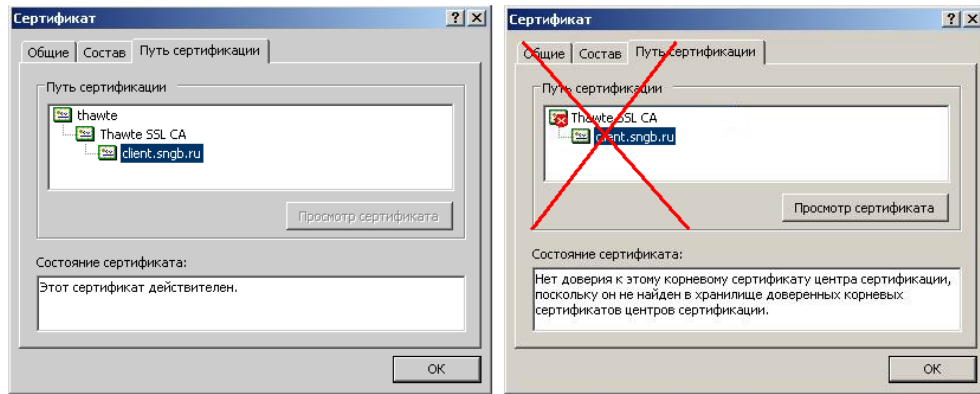 Сертификат
Общие Состав Путь сертификации
Путь сертификации
thawte
Thawte SSL CA
client.sngb.ru
Просмотр сертификата
Состояние сертификата:
Этот сертификат действителен.
OK
Сертификат
Общие Состав Путь сертификации
Путь сертификации
Thawte SSL CA
client.sngb.ru
Просмотр сертификата
Состояние сертификата:
Нет доверия к этому корневому сертификату центра сертификации,
поскольку он не найден в хранилище доверенных корневых
сертификатов центров сертификации.
OK